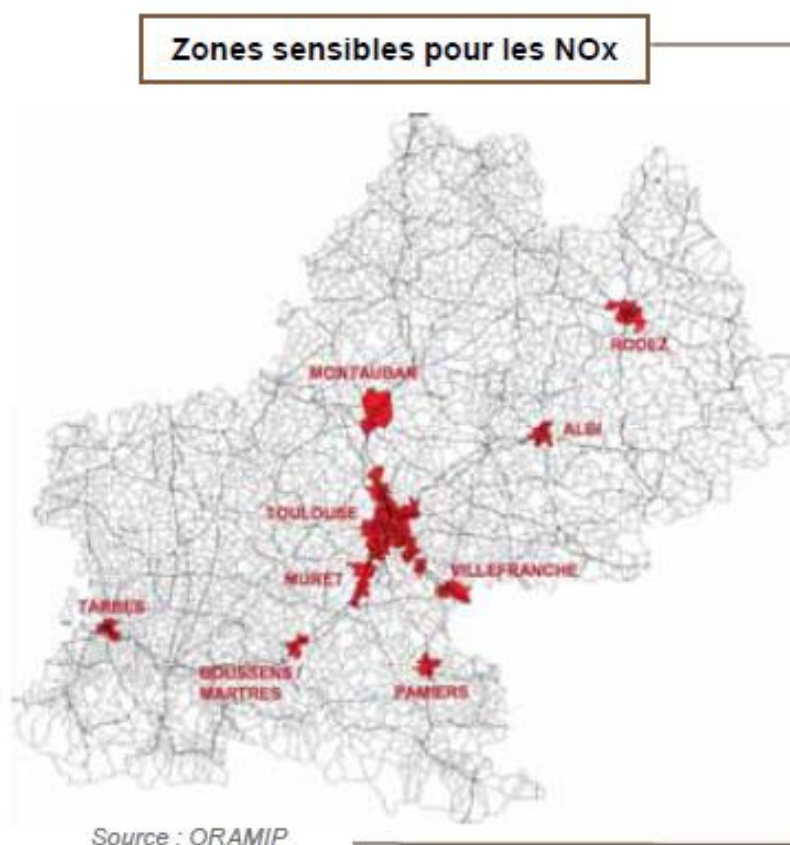 Zones sensibles pour les NOx
RODEZ
MONTAUBAN
ALBI
TOULOUSE
MURET
VILLEFRANCHE
TARBES
BOUSSENS /
MARTRES
PAMIERS
Source : ORAMIP